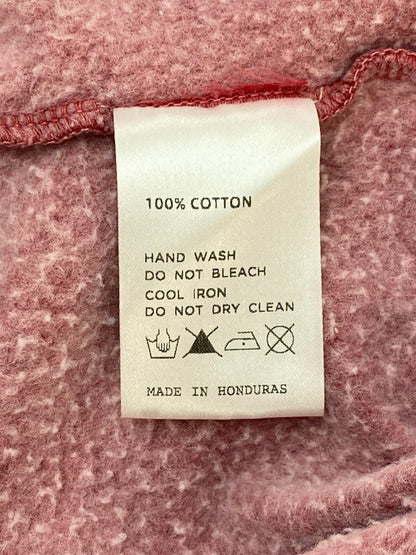 100% COTTON
HAND WASH
DO NOT BLEACH
COOL IRON
DO NOT DRY CLEAN
MADE IN HONDURAS